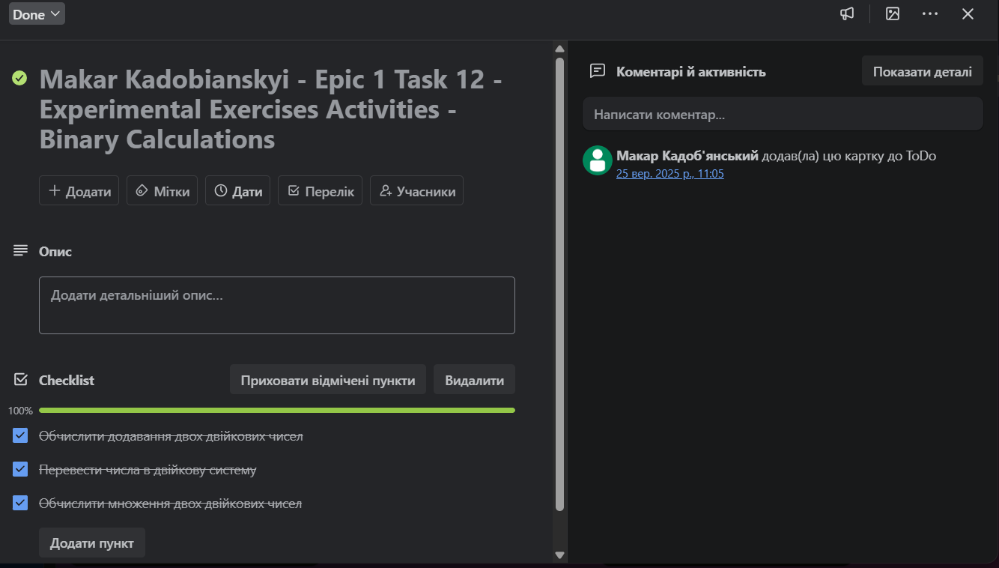 Done
Makar Kadobianskyi - Epic 1 Task 12 -
Experimental Exercises Activities -
Binary Calculations
Додати
Мітки
Дати
Перелік
Учасники
Опис
Додати детальніший опис...
Checklist
Приховати відмічені пункти
Видалити
100%
Обчислити додавання двох двійкових чисел
Перевести числа в двійкову систему
Обчислити множення двох двійкових чисел
Додати пункт
Коментарі й активність
Показати деталі
Написати коментар...
Макар Кадоб'янський додав(ла) цю картку до ToDo
25 вер. 2025 р., 11:05